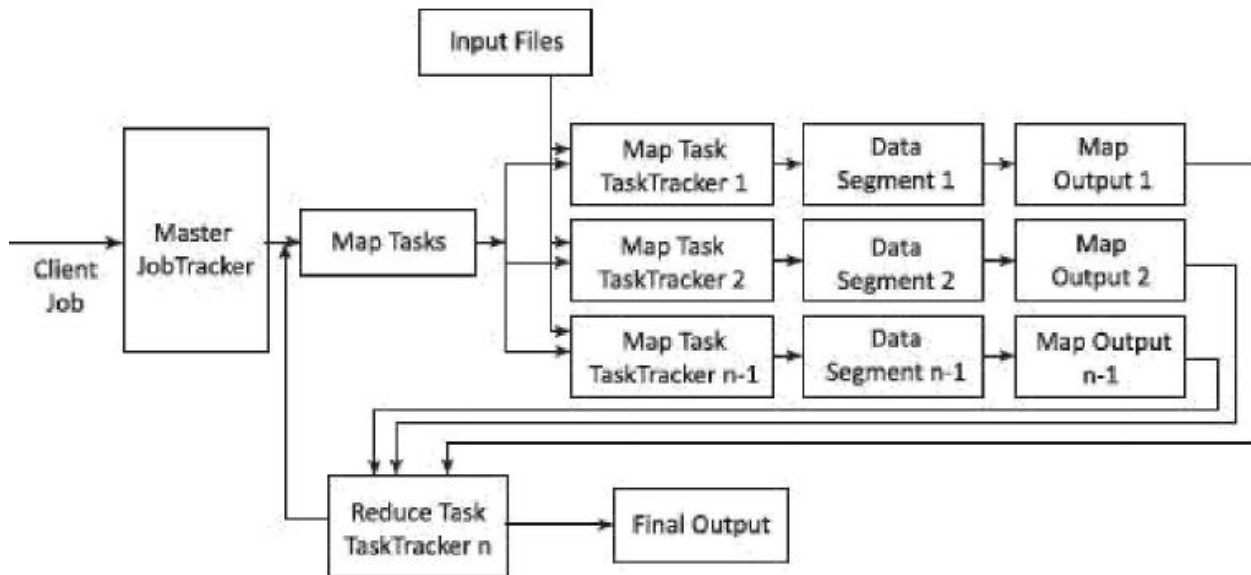 Input Files
Client
Job
Master
JobTracker
Map Tasks
Map Task
TaskTracker 1
Data
Segment 1
Map
Output 1
Map Task
TaskTracker 2
Data
Segment 2
Map
Output 2
Map Task
TaskTracker n-1
Data
Segment n-1
Map Output
n-1
Reduce Task
TaskTracker n
Final Output